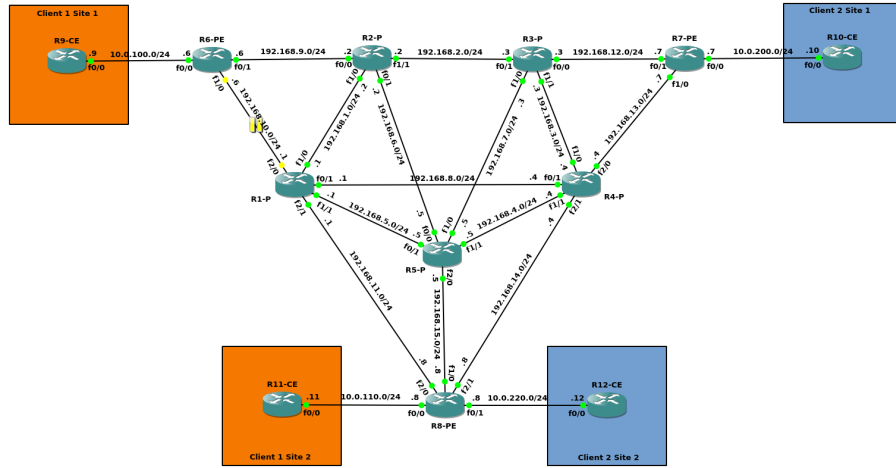 Client 1 Site 1
R9-CE
.9
f0/0
10.0.100.0/24
R6-PE
.6
f0/0
.6
f0/1
192.168.9.0/24
R2-P
.2
f0/0
.2
f1/1
192.168.2.0/24
R3-P
.3
f1/0
.3
f0/0
192.168.12.0/24
R7-PE
.7
f0/1
.7
f0/0
10.0.200.0/24
Client 2 Site 1
R10-CE
.10
f0/0
f1/0
.6
192.168.10.0/24
.1
f2/0
f1/0
.2
192.168.1.0/24
f1/0
.1
f0/1
.2
192.168.6.0/24
.5
f0/0
.3
192.168.7.0/24
.5
f1/0
f1/1
.3
192.168.3.0/24
f1/0
.4
.7
f1/0
192.168.13.0/24
.4
f2/0
R1-P
f0/1
.1
192.168.8.0/24
.4
f0/1
R4-P
.1
f1/1
192.168.5.0/24
.5
f0/1
.4
f1/1
192.168.4.0/24
.5
f1/1
R5-P
f2/1
.1
192.168.11.0/24
.8
f2/0
f2/0
.5
192.168.15.0/24
.8
f1/0
f2/1
.4
192.168.14.0/24
.8
f2/1
R11-CE
.11
f0/0
10.0.110.0/24
.8
f0/0
R8-PE
.8
f0/1
10.0.220.0/24
R12-CE
.12
f0/0
Client 1 Site 2
Client 2 Site 2